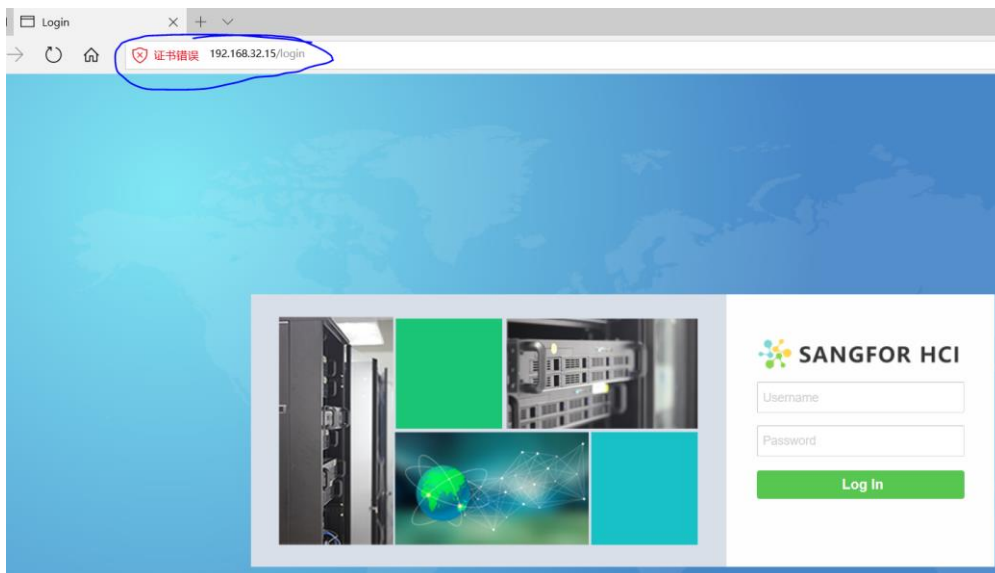 Login
证书错误 192.168.32.15/login
SANGFOR HCI
Username
Password
Log In